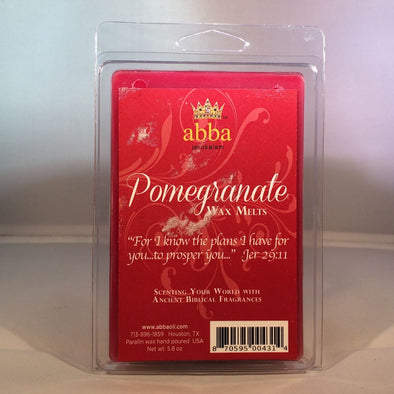 abba
jerusalem
Pomegranate
WAX MELTS
"For I know the plans I have for
you...to prosper you..." Jer 29:11
SCENTING YOUR WORLD WITH
ANCIENT BIBLICAL FRAGRANCES
www.abbaoil.com
713-896-1859 Houston, TX
Parafin wax hand poured USA
Net wt. 5.8 oz
8 70595 00431 4